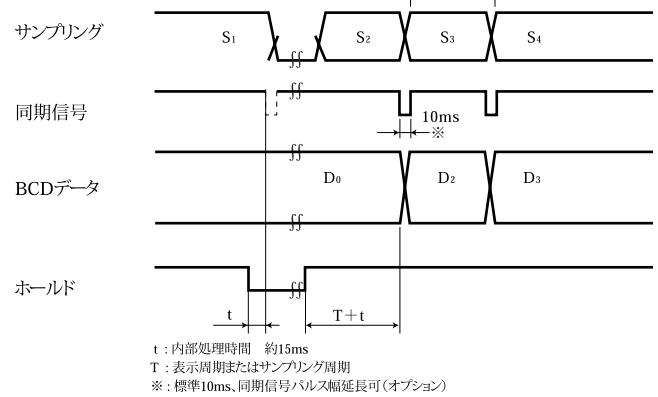 サンプリング
S1 S2 S3 S4
同期信号
10ms
※
BCDデータ
D0 D2 D3
ホールド
t T+t
t：内部処理時間　約15ms
T：表示周期またはサンプリング周期
※：標準10ms、同期信号パルス幅延長可（オプション）